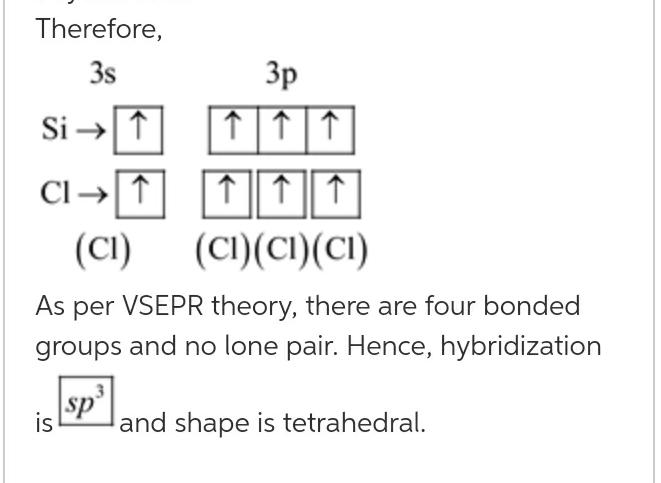 Therefore,
3s 3p
Si → ↑ ↑ ↑ ↑
Cl → ↑ ↑ ↑ ↑
(Cl) (Cl)(Cl)(Cl)
As per VSEPR theory, there are four bonded
groups and no lone pair. Hence, hybridization
is sp³ and shape is tetrahedral.